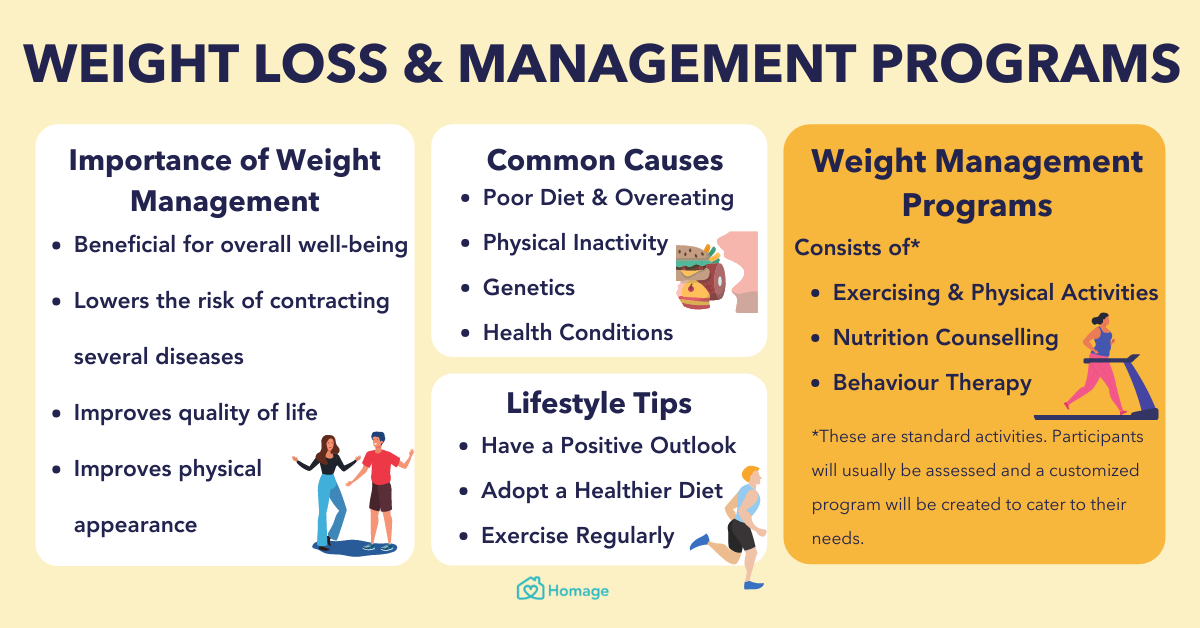 WEIGHT LOSS & MANAGEMENT PROGRAMS
Importance of Weight
Management
• Beneficial for overall well-being
• Lowers the risk of contracting
several diseases
• Improves quality of life
• Improves physical
appearance
Common Causes
• Poor Diet & Overeating
• Physical Inactivity
• Genetics
• Health Conditions
Lifestyle Tips
• Have a Positive Outlook
• Adopt a Healthier Diet
• Exercise Regularly
Weight Management
Programs
Consists of*
• Exercising & Physical Activities
• Nutrition Counselling
• Behaviour Therapy
*These are standard activities. Participants
will usually be assessed and a customized
program will be created to cater to their
needs.
Homage